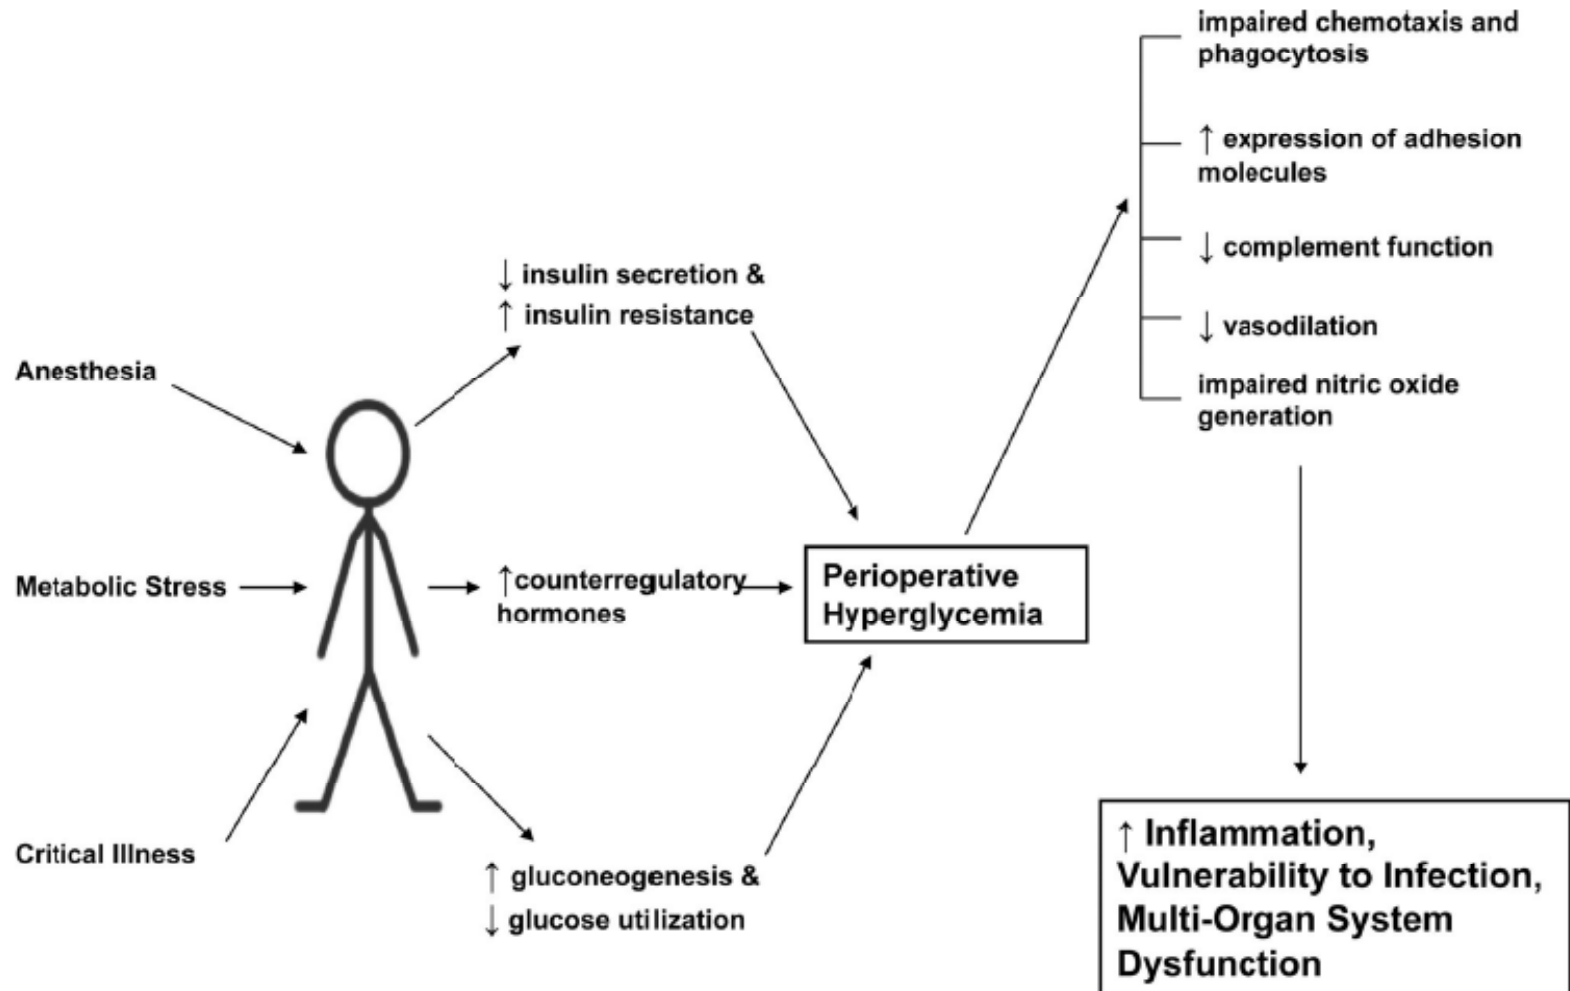 Anesthesia
Metabolic Stress
Critical Illness
↓ insulin secretion &
↑ insulin resistance
↑counterregulatory
hormones
↑ gluconeogenesis &
↓ glucose utilization
Perioperative
Hyperglycemia
impaired chemotaxis and
phagocytosis
↑ expression of adhesion
molecules
↓ complement function
↓ vasodilation
impaired nitric oxide
generation
↑ Inflammation,
Vulnerability to Infection,
Multi-Organ System
Dysfunction